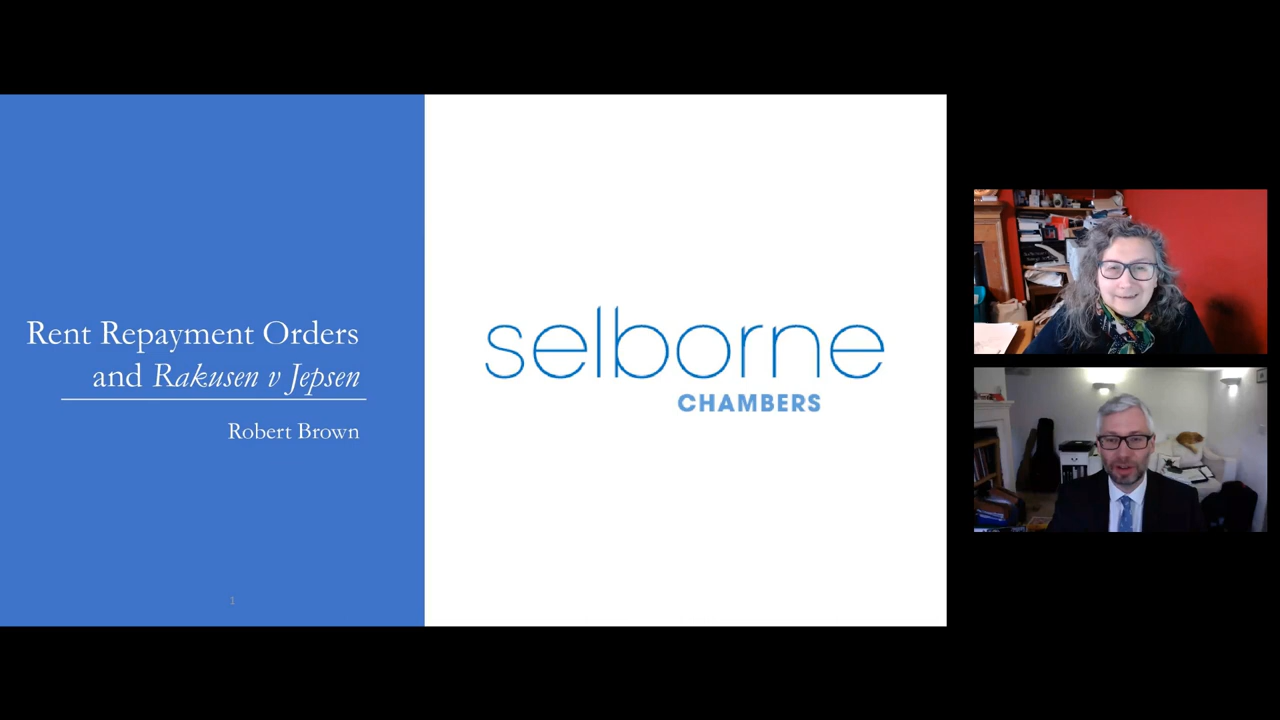 Rent Repayment Orders
and Rakusen v Jepsen
Robert Brown
1
selborne
CHAMBERS